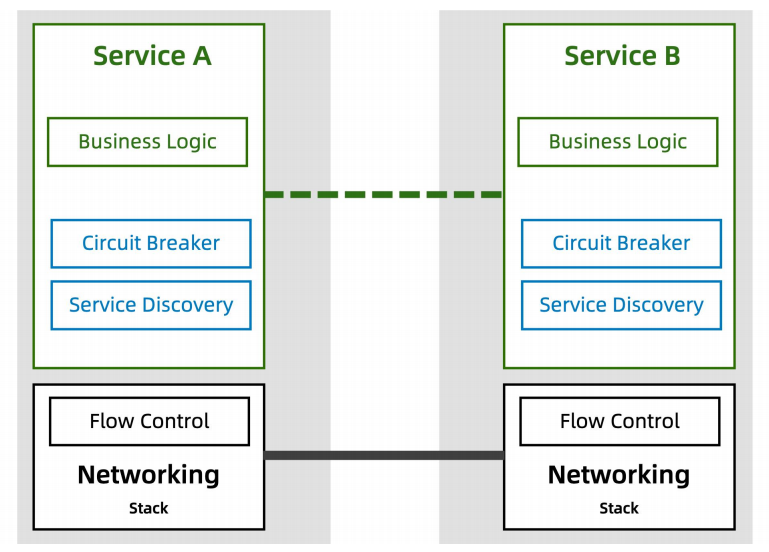 Service A
Business Logic
Circuit Breaker
Service Discovery
Flow Control
Networking
Stack
Service B
Business Logic
Circuit Breaker
Service Discovery
Flow Control
Networking
Stack